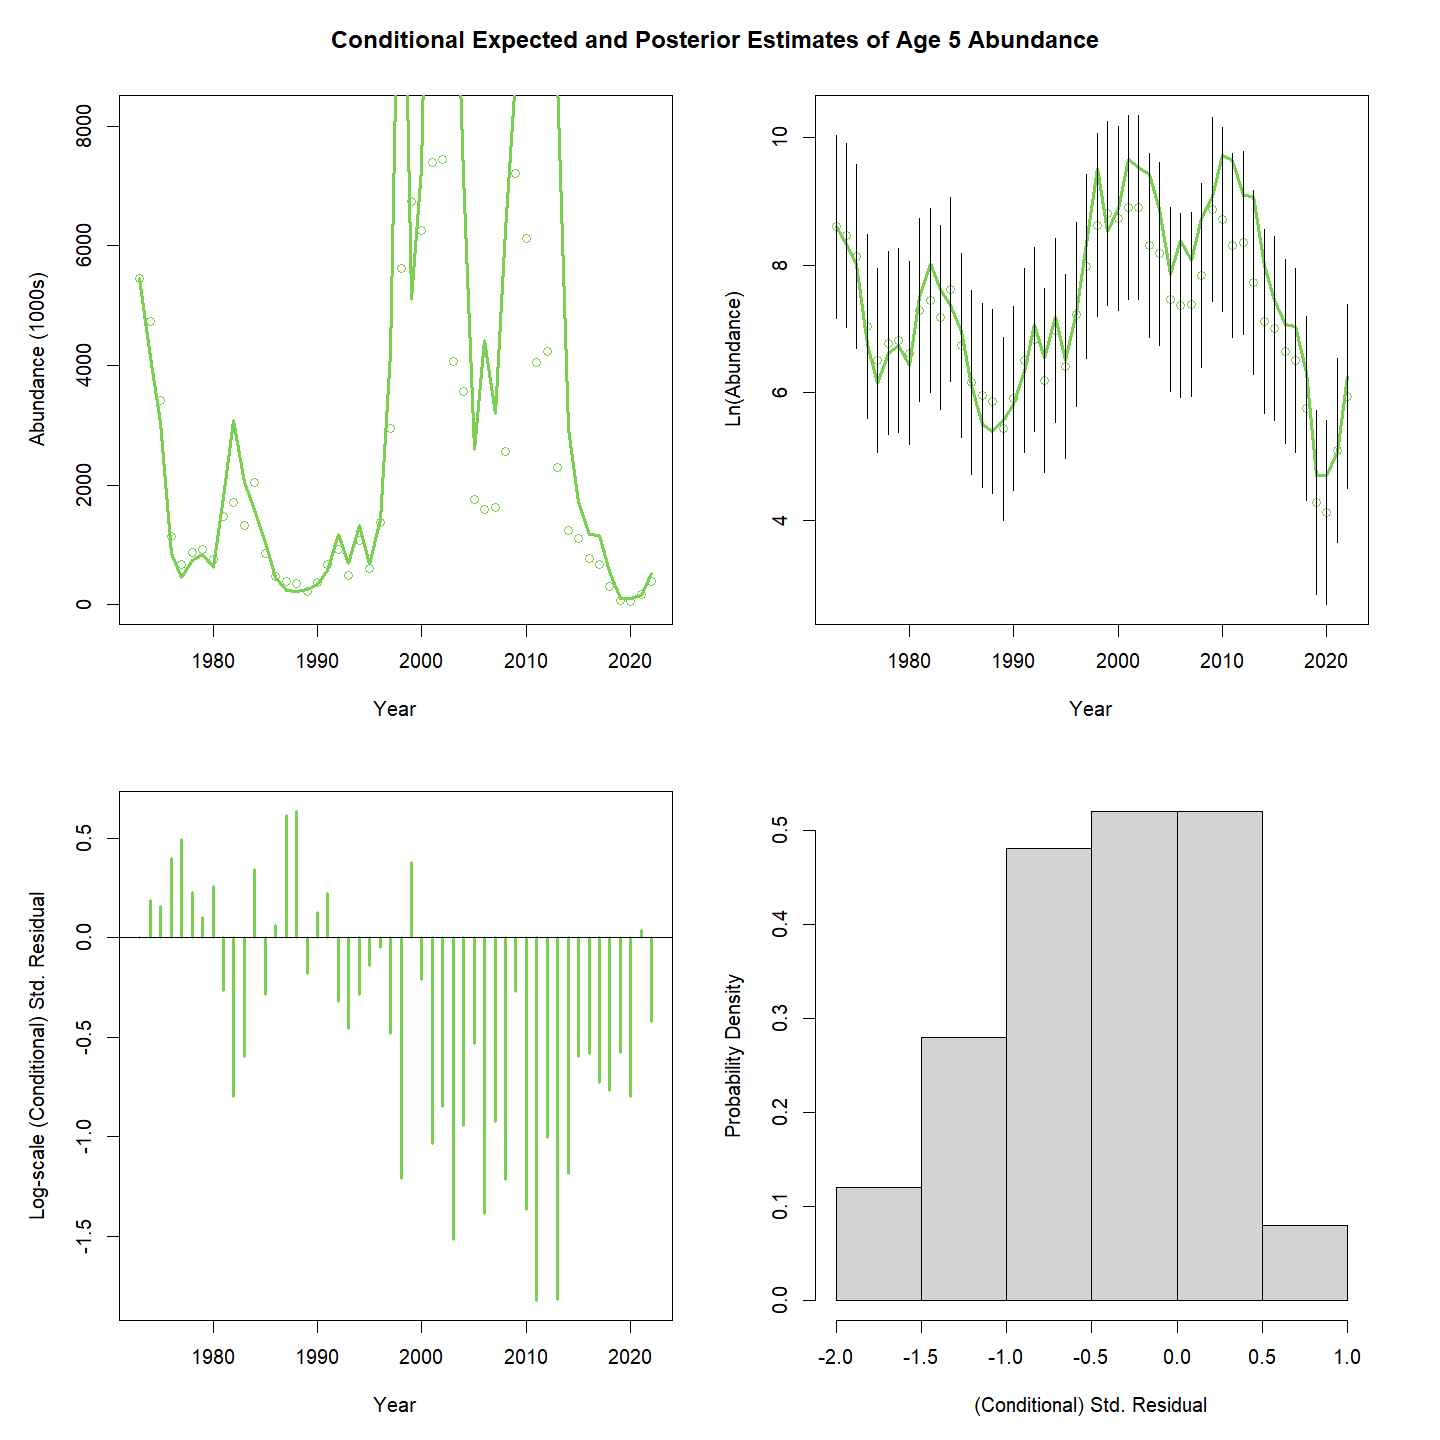 Conditional Expected and Posterior Estimates of Age 5 Abundance
Abundance (1000s)
8000
6000
4000
2000
0
1980 1990 2000 2010 2020
Year
Ln(Abundance)
10
8
6
4
1980 1990 2000 2010 2020
Year
Log-scale (Conditional) Std. Residual
0.5
0.0
-0.5
-1.0
-1.5
1980 1990 2000 2010 2020
Year
Probability Density
0.5
0.4
0.3
0.2
0.1
0.0
-2.0 -1.5 -1.0 -0.5 0.0 0.5 1.0
(Conditional) Std. Residual